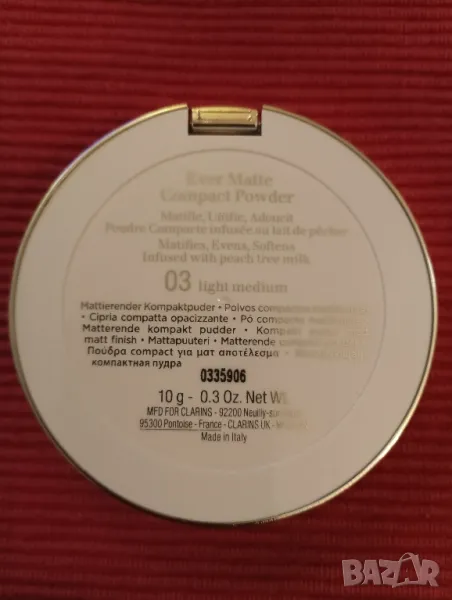 Ever Matte
Compact Powder
Matifie, Unifie, Adoucit
Poudre Compacte infusée au lait de pêcher
Matifies, Evens, Softens
Infused with peach tree milk
03 light medium
Mattierender Kompaktpuder • Polvos compactos
• Cipria compatta opacizante • Pó compacto
Matterende kompakt pudder • Kompakt
matt finish • Mattapuuteri • Matterende
Πούδρα compact για ματ αποτέλεσμα •
компактная пудра
0335906
10 g - 0.3 Oz. Net
MFD FOR CLARINS - 92200
95300 Pontoise - France - CLARINS UK -
Made in Italy
BAZAR